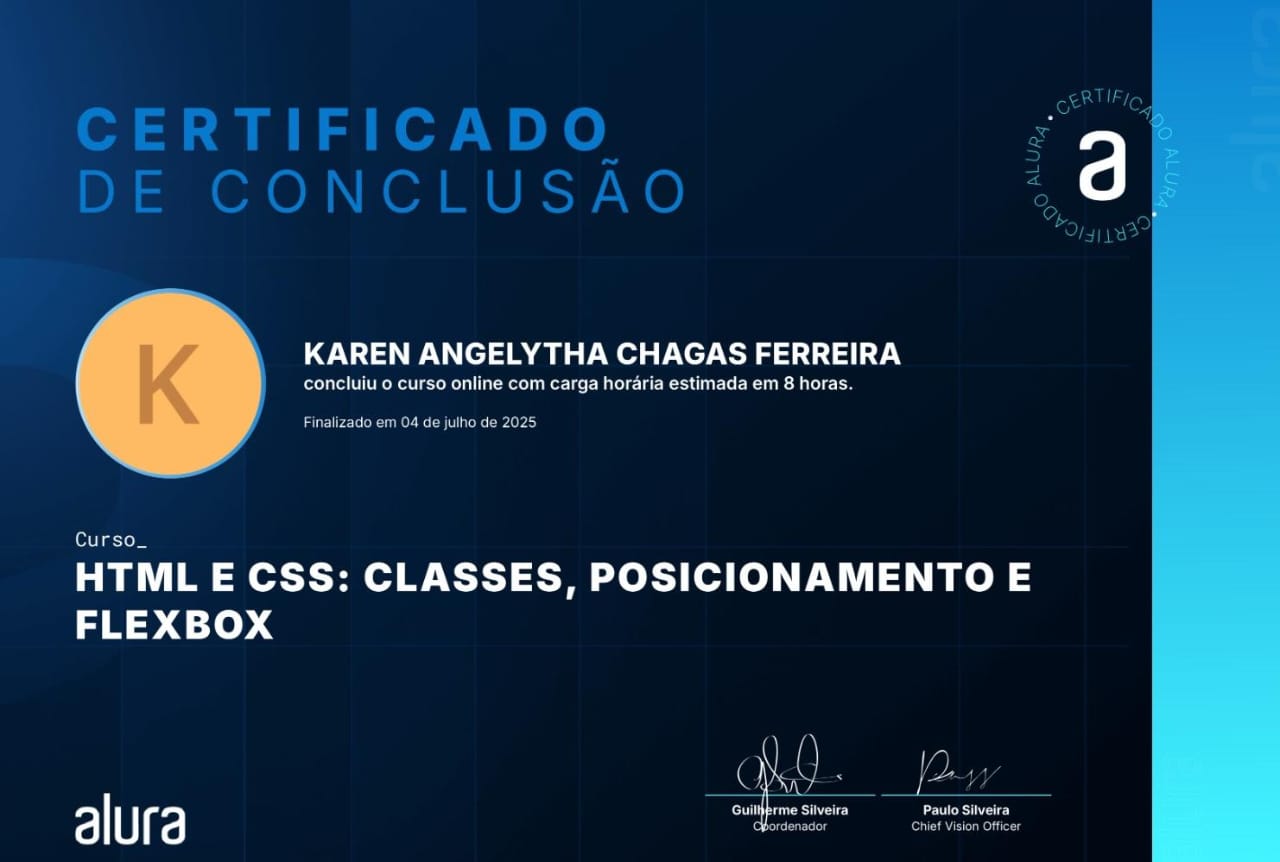 CERTIFICADO
DE CONCLUSÃO
CERTIFICADO ALURA • CERTIFICADO ALURA •
a
alura
K
KAREN ANGELYTHA CHAGAS FERREIRA
concluiu o curso online com carga horária estimada em 8 horas.
Finalizado em 04 de julho de 2025
Curso_
HTML E CSS: CLASSES, POSICIONAMENTO E
FLEXBOX
alura
Guilherme Silveira
Coordenador
Paulo Silveira
Chief Vision Officer